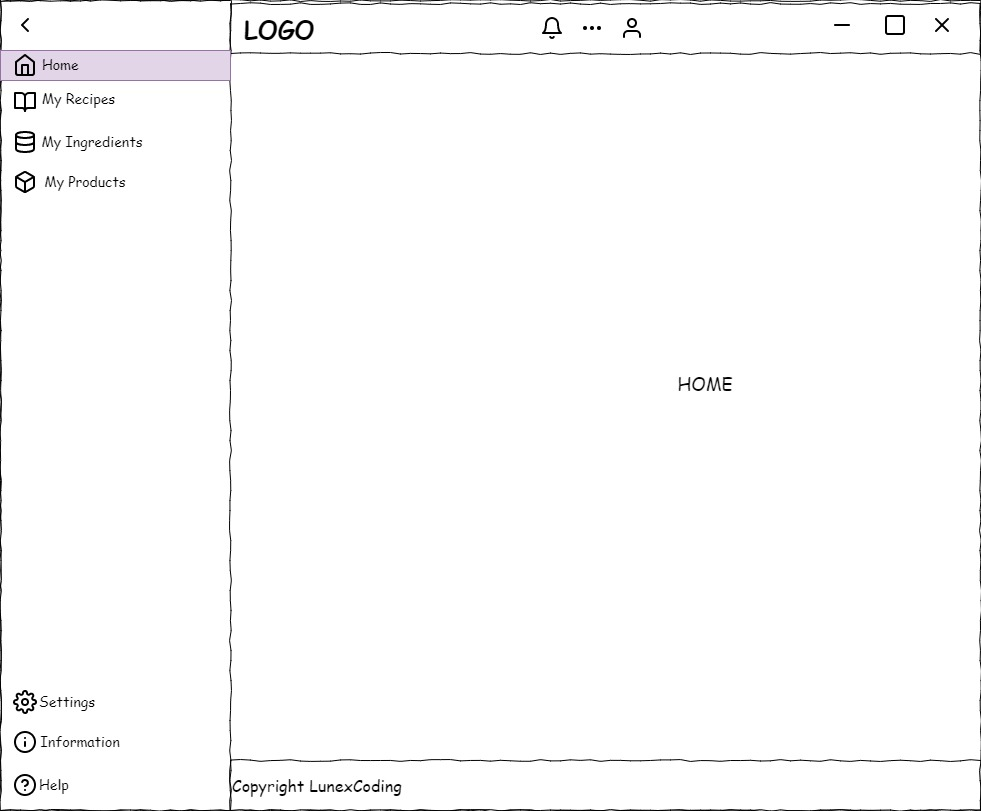 LOGO
Home
My Recipes
My Ingredients
My Products
HOME
Settings
Information
Help
Copyright LunexCoding